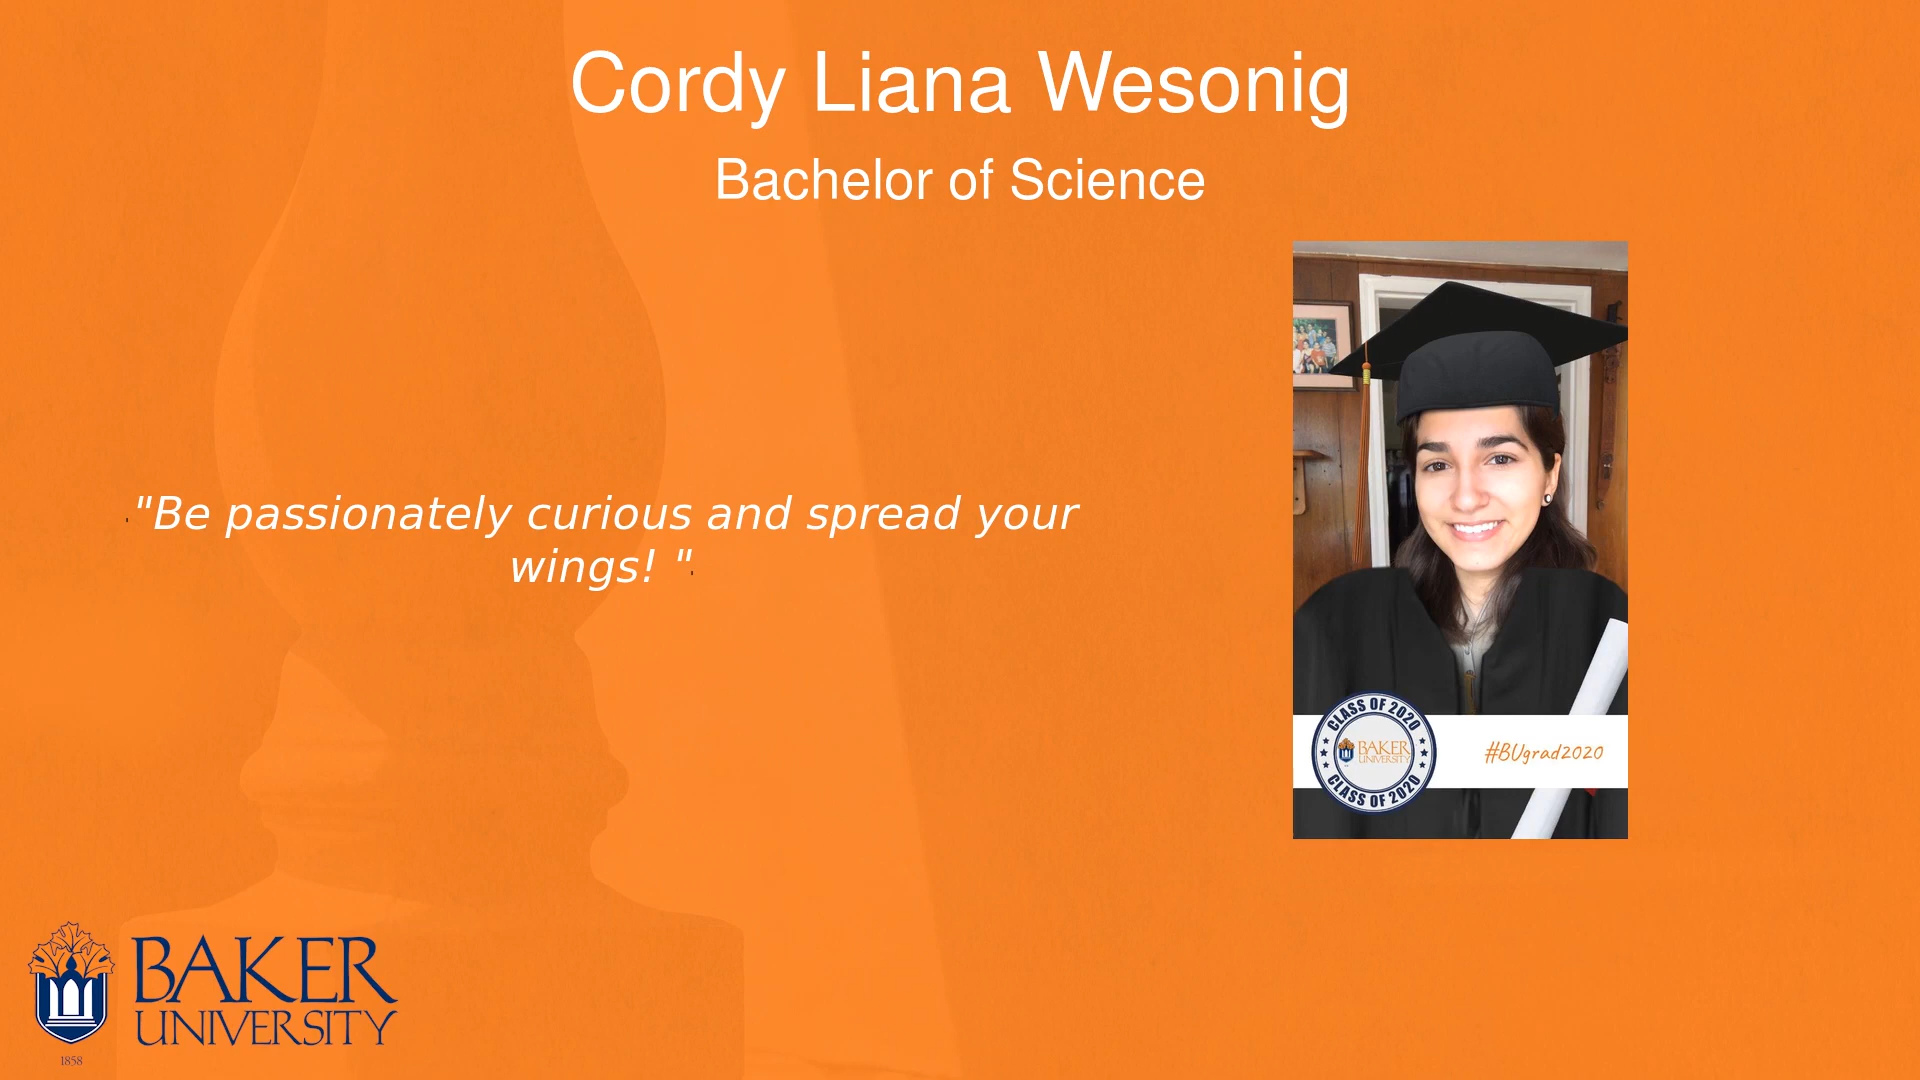 Cordy Liana Wesonig
Bachelor of Science
"Be passionately curious and spread your
wings! "
CLASS OF 2020
BAKER
UNIVERSITY
CLASS OF 2020
#BUgrad2020
BAKER
UNIVERSITY
1858